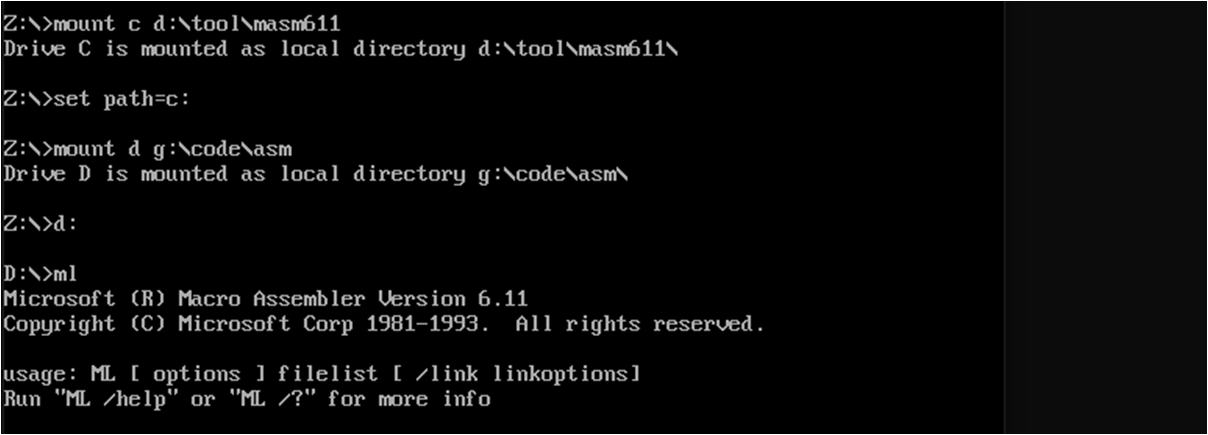 Z:\>mount c d:\tool\masm611
Drive C is mounted as local directory d:\tool\masm611\
Z:\>set path=c:
Z:\>mount d g:\code\asm
Drive D is mounted as local directory g:\code\asm\
Z:\>d:
D:\>ml
Microsoft (R) Macro Assembler Version 6.11
Copyright (C) Microsoft Corp 1981-1993.  All rights reserved.
usage: ML [ options ] filelist [ /link linkoptions]
Run "ML /help" or "ML /?" for more info